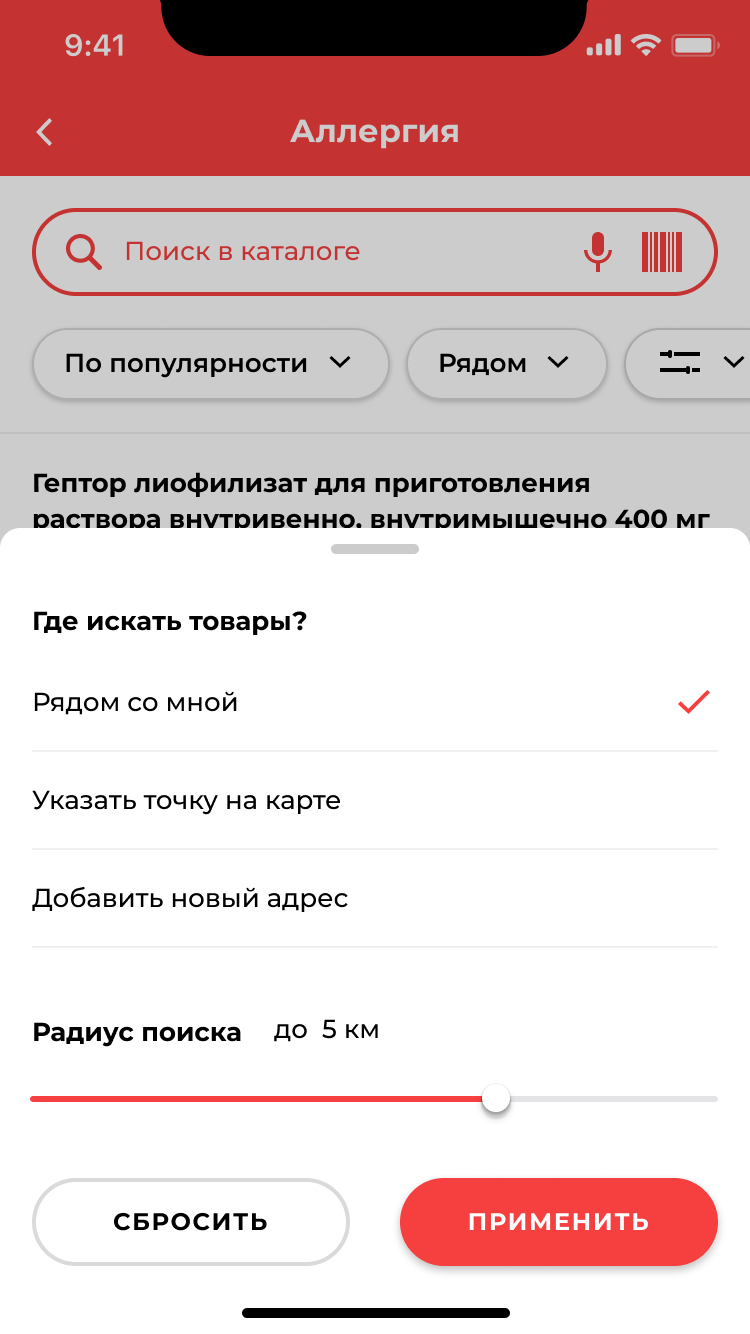 9:41
Аллергия
Поиск в каталоге
По популярности
Рядом
Гептор лиофилизат для приготовления
раствора внутривенно, внутримышечно 400 мг
Где искать товары?
Рядом со мной
Указать точку на карте
Добавить новый адрес
Радиус поиска до 5 км
СБРОСИТЬ ПРИМЕНИТЬ